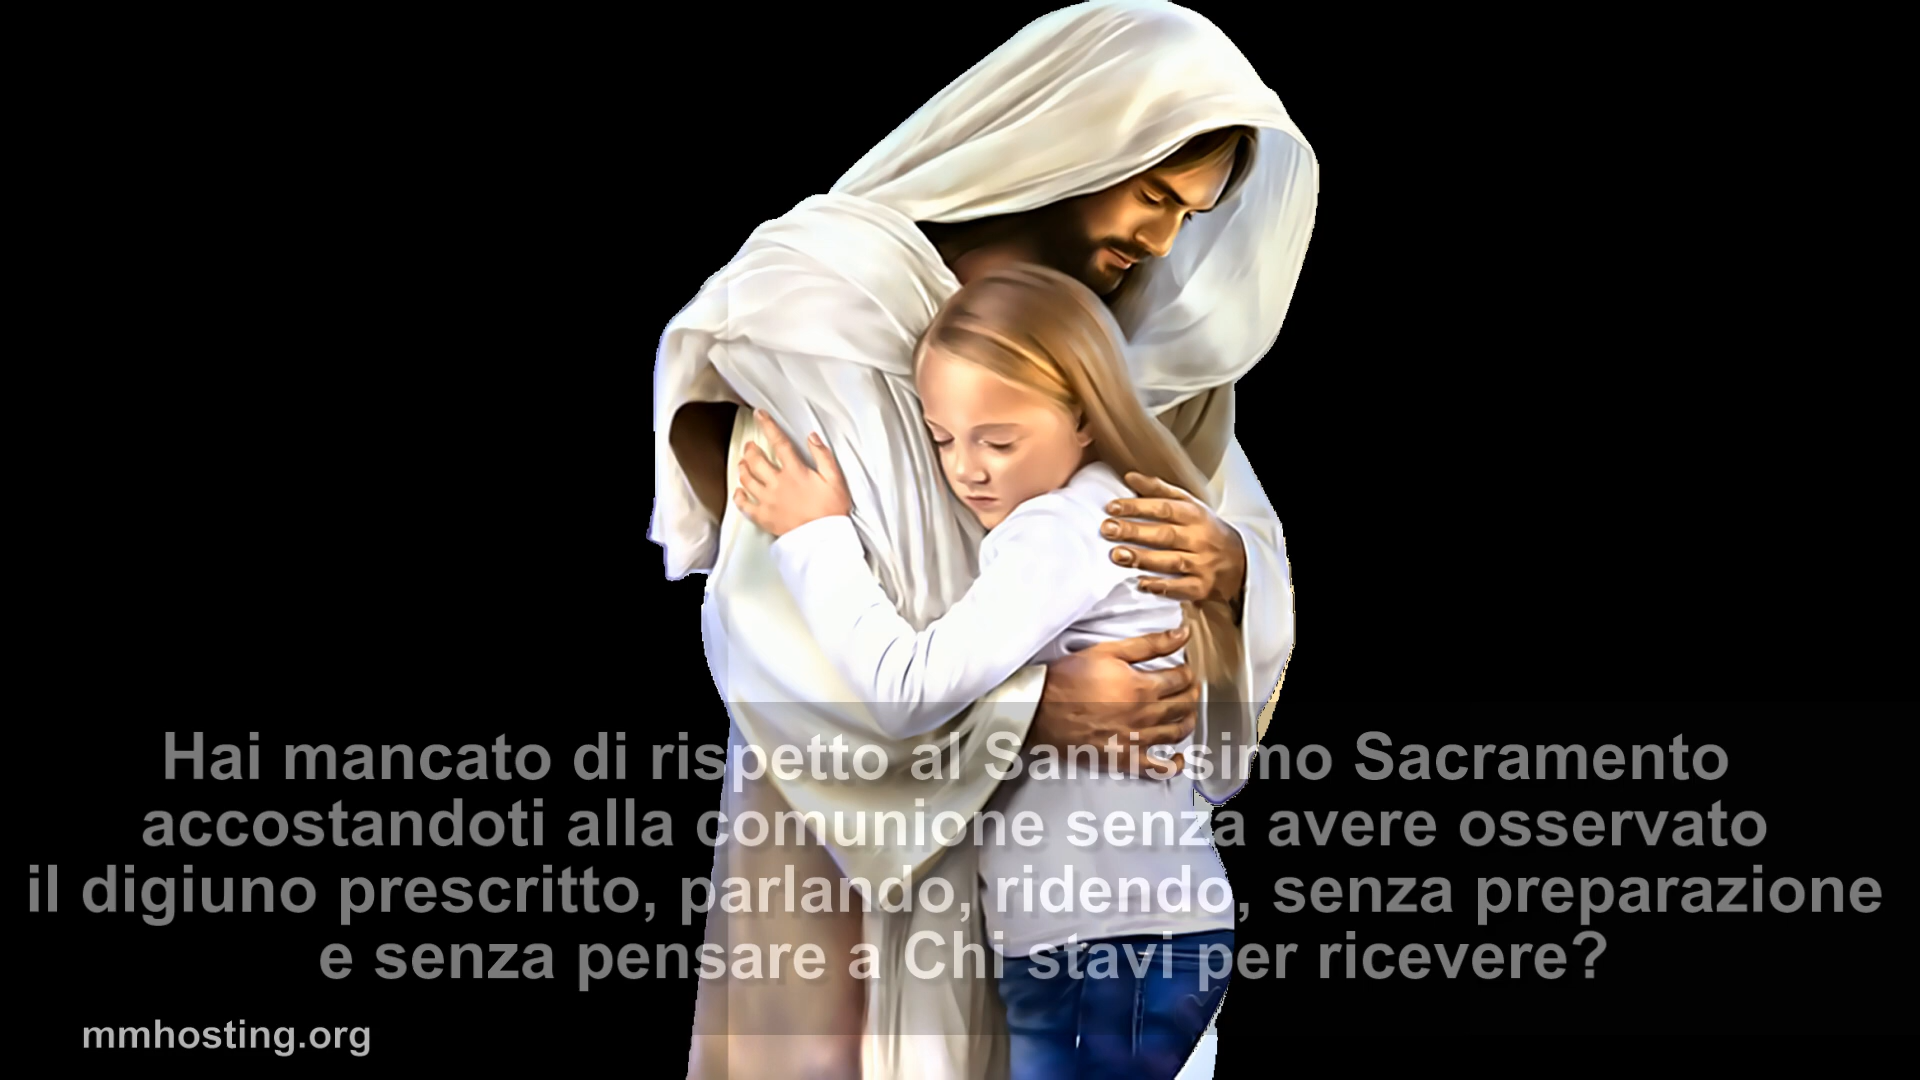 Hai mancato di rispetto al Santissimo Sacramento
accostandoti alla comunione senza avere osservato
il digiuno prescritto, parlando, ridendo, senza preparazione
e senza pensare a Chi stavi per ricevere?
mmhosting.org